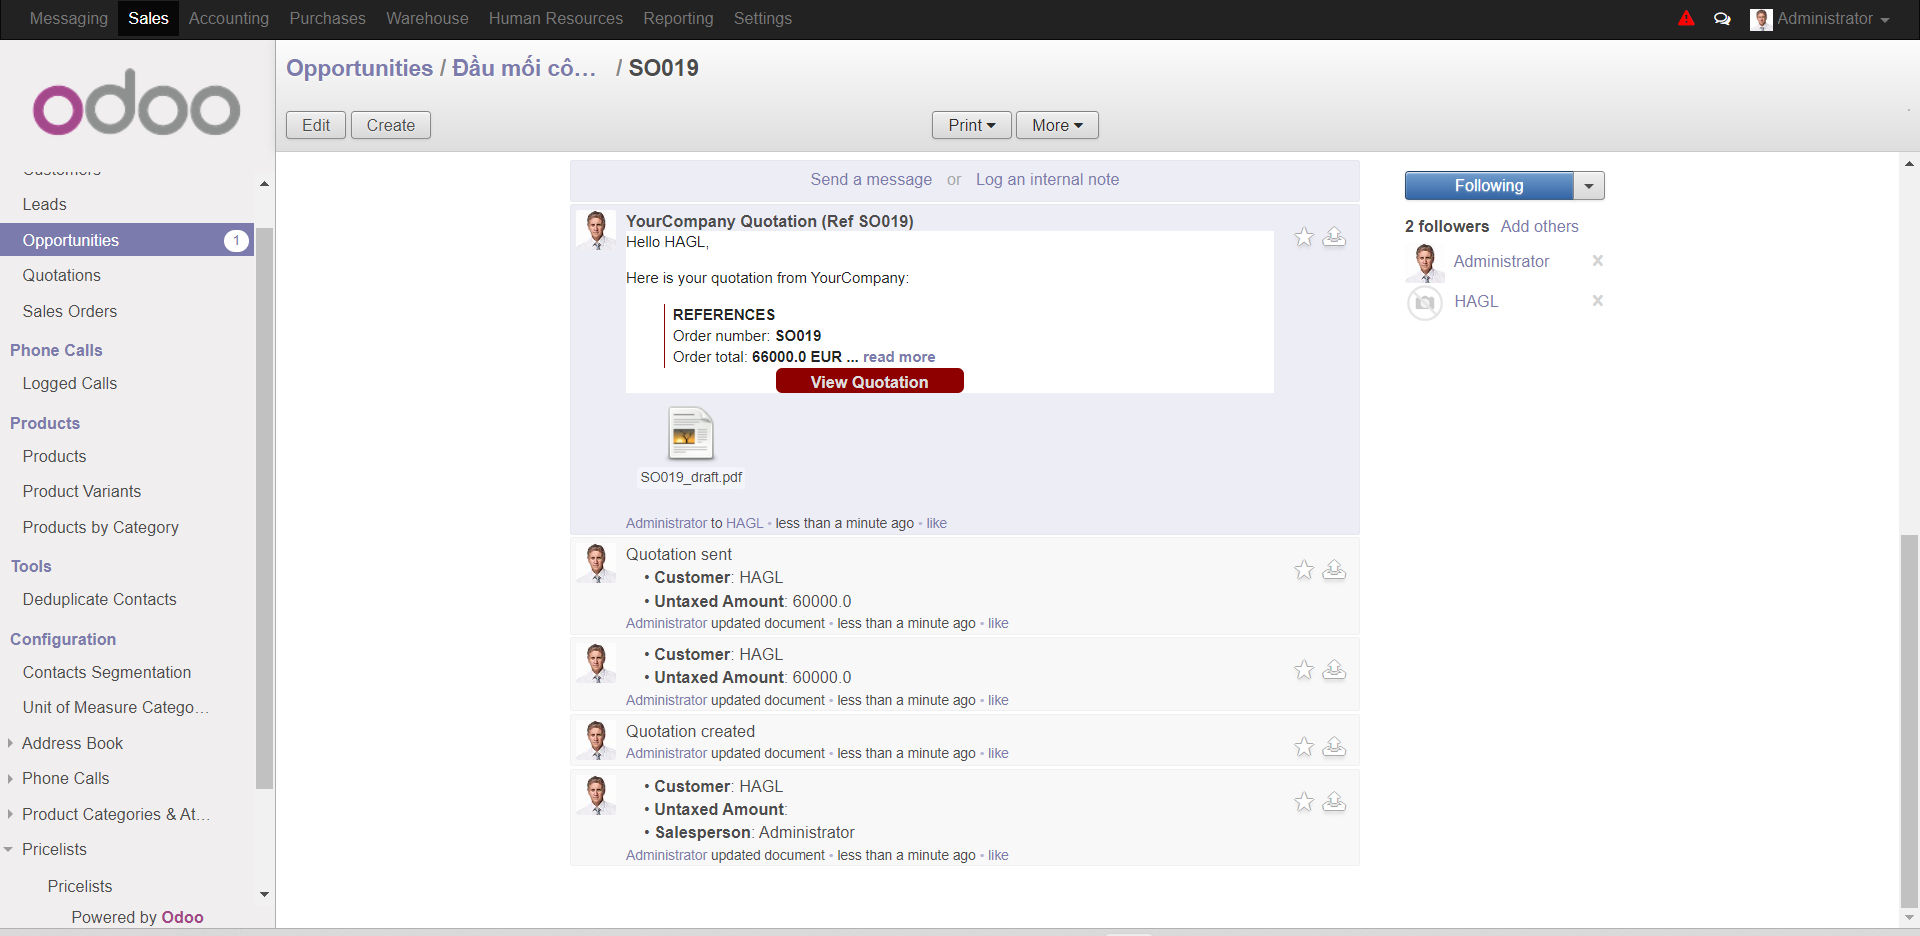 Messaging Sales Accounting Purchases Warehouse Human Resources Reporting Settings Administrator
odoo
Opportunities / Đầu mối cô... / SO019
Edit Create Print More
Customers
Leads
Opportunities 1
Quotations
Sales Orders
Phone Calls
Logged Calls
Products
Products
Product Variants
Products by Category
Tools
Deduplicate Contacts
Configuration
Contacts Segmentation
Unit of Measure Catego...
Address Book
Phone Calls
Product Categories & At...
Pricelists
Pricelists
Powered by Odoo
Send a message or Log an internal note
YourCompany Quotation (Ref SO019)
Hello HAGL,
Here is your quotation from YourCompany:
REFERENCES
Order number: SO019
Order total: 66000.0 EUR ... read more
View Quotation
SO019_draft.pdf
Administrator to HAGL • less than a minute ago • like
Quotation sent
• Customer: HAGL
• Untaxed Amount: 60000.0
Administrator updated document • less than a minute ago • like
• Customer: HAGL
• Untaxed Amount: 60000.0
Administrator updated document • less than a minute ago • like
Quotation created
Administrator updated document • less than a minute ago • like
• Customer: HAGL
• Untaxed Amount:
• Salesperson: Administrator
Administrator updated document • less than a minute ago • like
Following
2 followers Add others
Administrator
HAGL